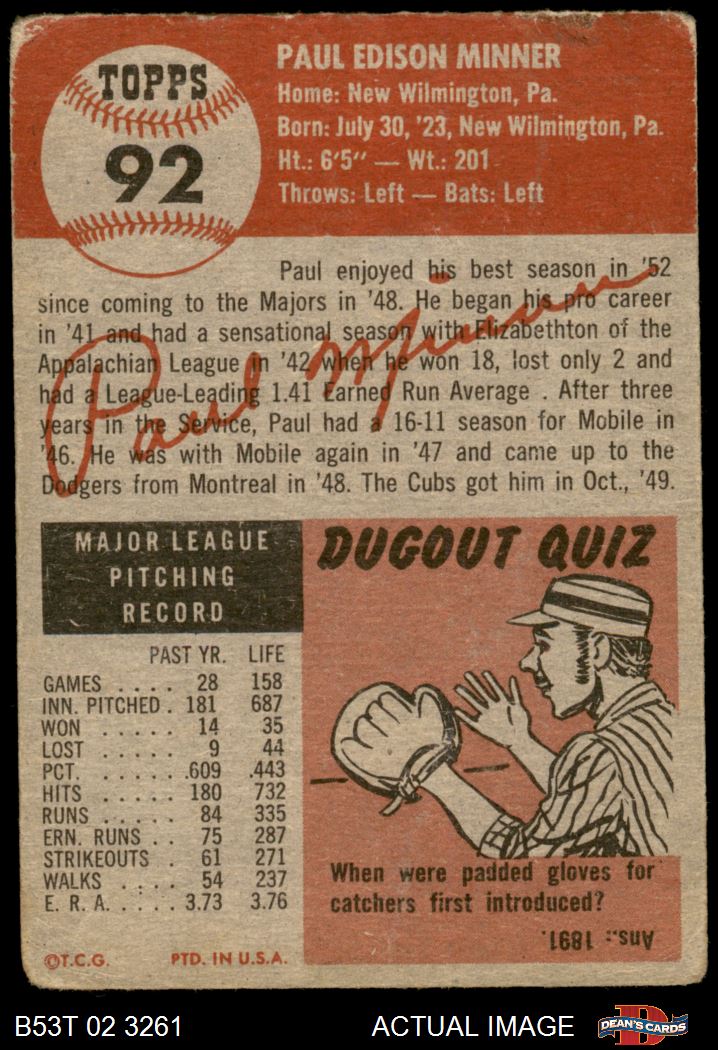 TOPPS
92
PAUL EDISON MINNER
Home: New Wilmington, Pa.
Born: July 30, '23, New Wilmington, Pa.
Ht.: 6'5" — Wt.: 201
Throws: Left — Bats: Left
Paul enjoyed his best season in '52
since coming to the Majors in '48. He began his pro career
in '41 and had a sensational season with Elizabethton of the
Appalachian League in '42 when he won 18, lost only 2 and
had a League-Leading 1.41 Earned Run Average . After three
years in the Service, Paul had a 16-11 season for Mobile in
'46. He was with Mobile again in '47 and came up to the
Dodgers from Montreal in '48. The Cubs got him in Oct., '49.
Paul Minner
MAJOR LEAGUE
PITCHING
RECORD
PAST YR. LIFE
GAMES .... 28 158
INN. PITCHED . 181 687
WON ..... 14 35
LOST ..... 9 44
PCT. ...... .609 .443
HITS ..... 180 732
RUNS ..... 84 335
ERN. RUNS .. 75 287
STRIKEOUTS . 61 271
WALKS .... 54 237
E. R. A. ..... 3.73 3.76
©T.C.G. PTD. IN U.S.A.
DUGOUT QUIZ
When were padded gloves for
catchers first introduced?
Ans.: 1891.
B53T 02 3261 ACTUAL IMAGE
D
DEAN'S CARDS